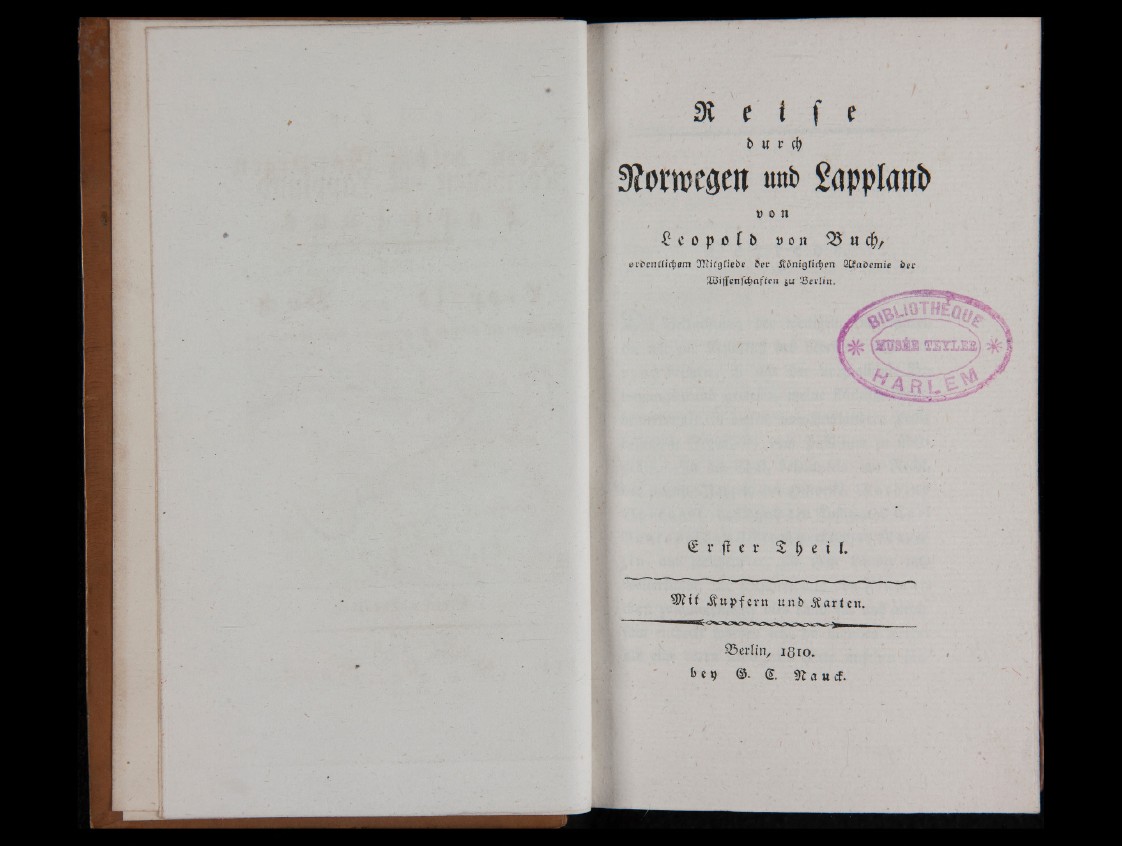 Reiſe
durch
Norwegen und Lappland
von
Leopold von Buch,
ordentlichem Mitgliede der Königlichen Akademie der
Wiſſenſchaften zu Berlin.
BIBLIOTHÈQUE
MUSÉE TEYLER
HARLEM
Erſter Theil.
Mit Kupfern und Karten.
Berlin, 1810.
bey G. C. Nauck.